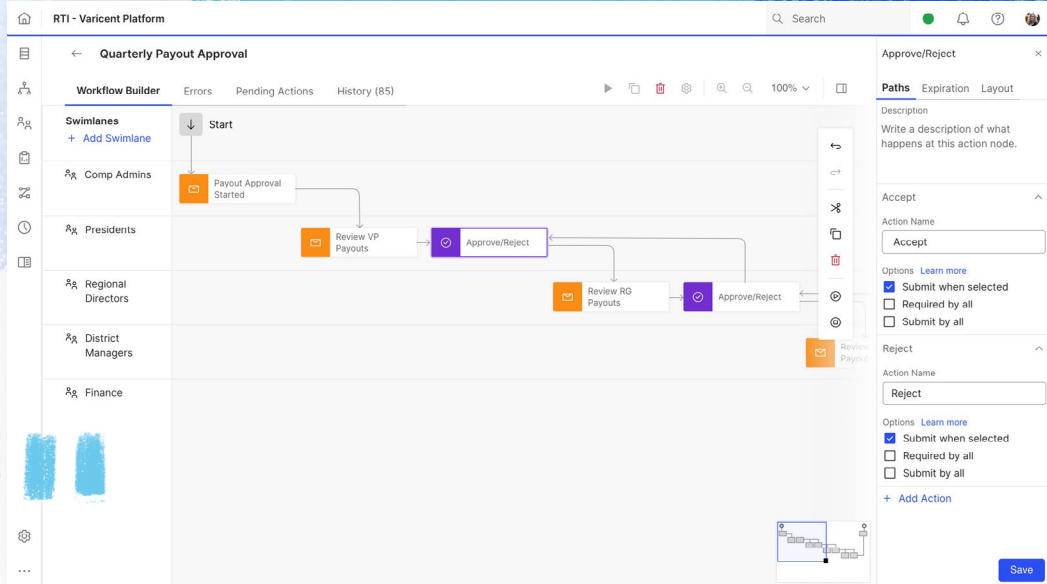 RTI - Varicent Platform
Search
Quarterly Payout Approval
Workflow Builder
Errors
Pending Actions
History (85)
100%
Swimlanes
+ Add Swimlane
Start
Comp Admins
Payout Approval
Started
Presidents
Review VP
Payouts
Approve/Reject
Regional
Directors
Review RG
Payouts
Approve/Reject
District
Managers
Review
Payouts
Finance
Approve/Reject
Paths
Expiration
Layout
Description
Write a description of what
happens at this action node.
Accept
Action Name
Accept
Options Learn more
Submit when selected
Required by all
Submit by all
Reject
Action Name
Reject
Options Learn more
Submit when selected
Required by all
Submit by all
+ Add Action
Save